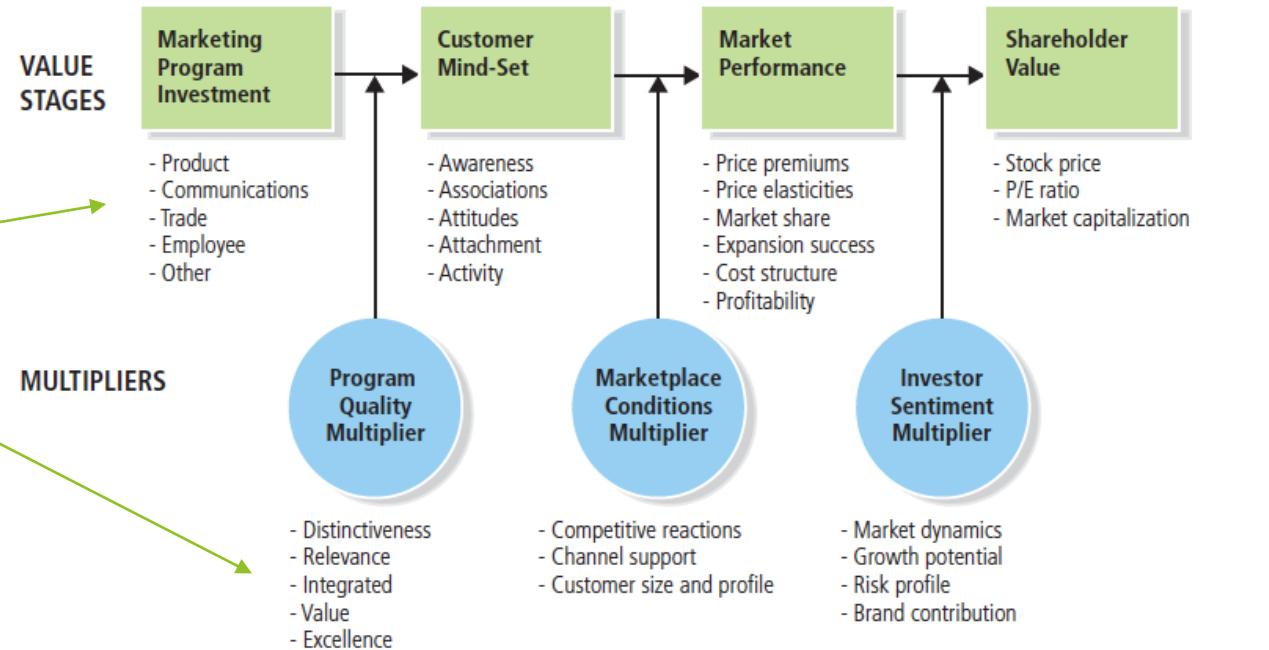 VALUE
STAGES
Marketing
Program
Investment
Customer
Mind-Set
Market
Performance
Shareholder
Value
- Product
- Communications
- Trade
- Employee
- Other
- Awareness
- Associations
- Attitudes
- Attachment
- Activity
- Price premiums
- Price elasticities
- Market share
- Expansion success
- Cost structure
- Profitability
- Stock price
- P/E ratio
- Market capitalization
MULTIPLIERS
Program
Quality
Multiplier
Marketplace
Conditions
Multiplier
Investor
Sentiment
Multiplier
- Distinctiveness
- Relevance
- Integrated
- Value
- Excellence
- Competitive reactions
- Channel support
- Customer size and profile
- Market dynamics
- Growth potential
- Risk profile
- Brand contribution